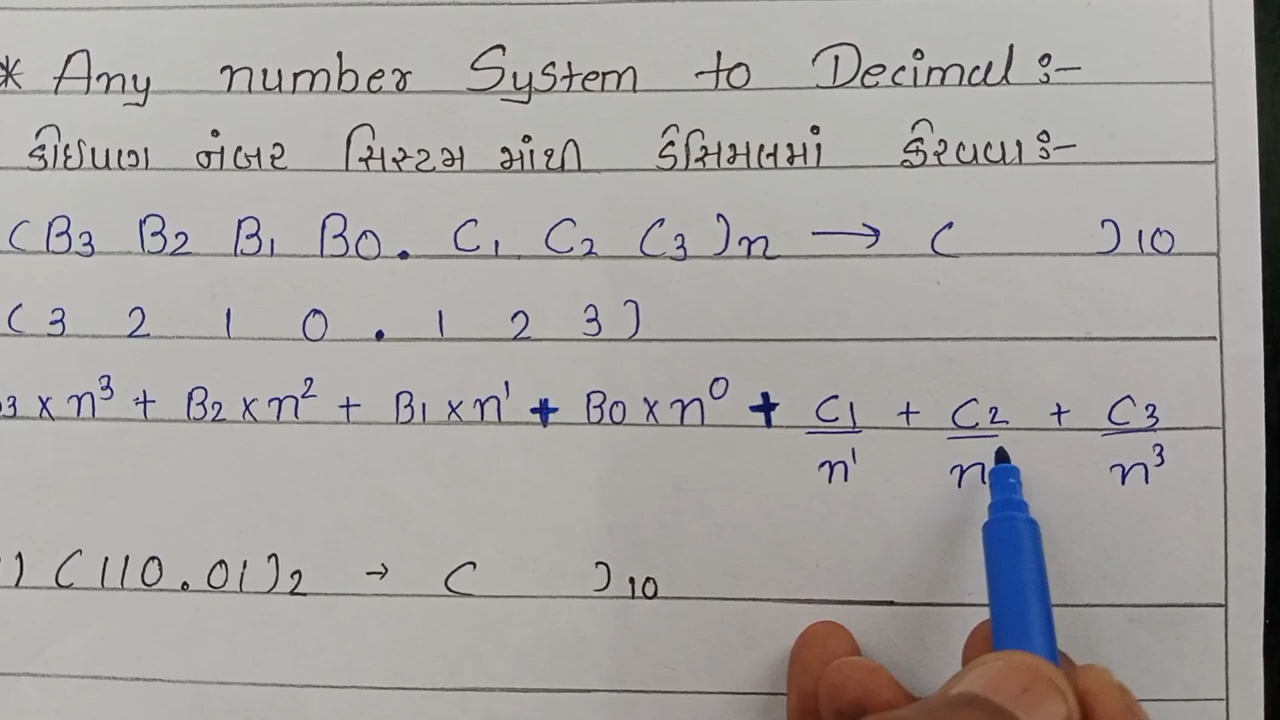 * Any number System to Decimal :-
કોઇપણ નંબર સિસ્ટમ માંથી ડેસિમલમાં ફેરવવા :-
(B3 B2 B1 B0 . C1 C2 C3)n → ( )10
(3 2 1 0 . 1 2 3)
3 × n³ + B2 × n² + B1 × n¹ + B0 × n⁰ + C1/n¹ + C2/n + C3/n³
) (110.01)2 → ( )10